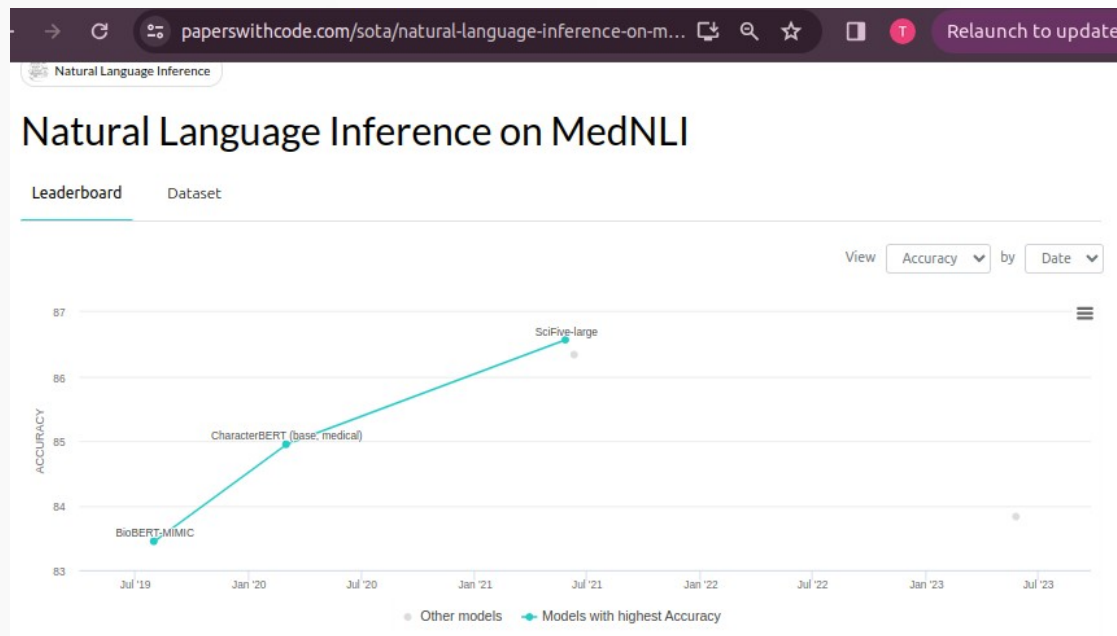 paperswithcode.com/sota/natural-language-inference-on-m...
T
Relaunch to update
Natural Language Inference
Natural Language Inference on MedNLI
Leaderboard Dataset
View Accuracy by Date
87
86
85
84
83
ACCURACY
SciFive-large
CharacterBERT (base, medical)
BioBERT-MIMIC
Jul '19 Jan '20 Jul '20 Jan '21 Jul '21 Jan '22 Jul '22 Jan '23 Jul '23
Other models Models with highest Accuracy